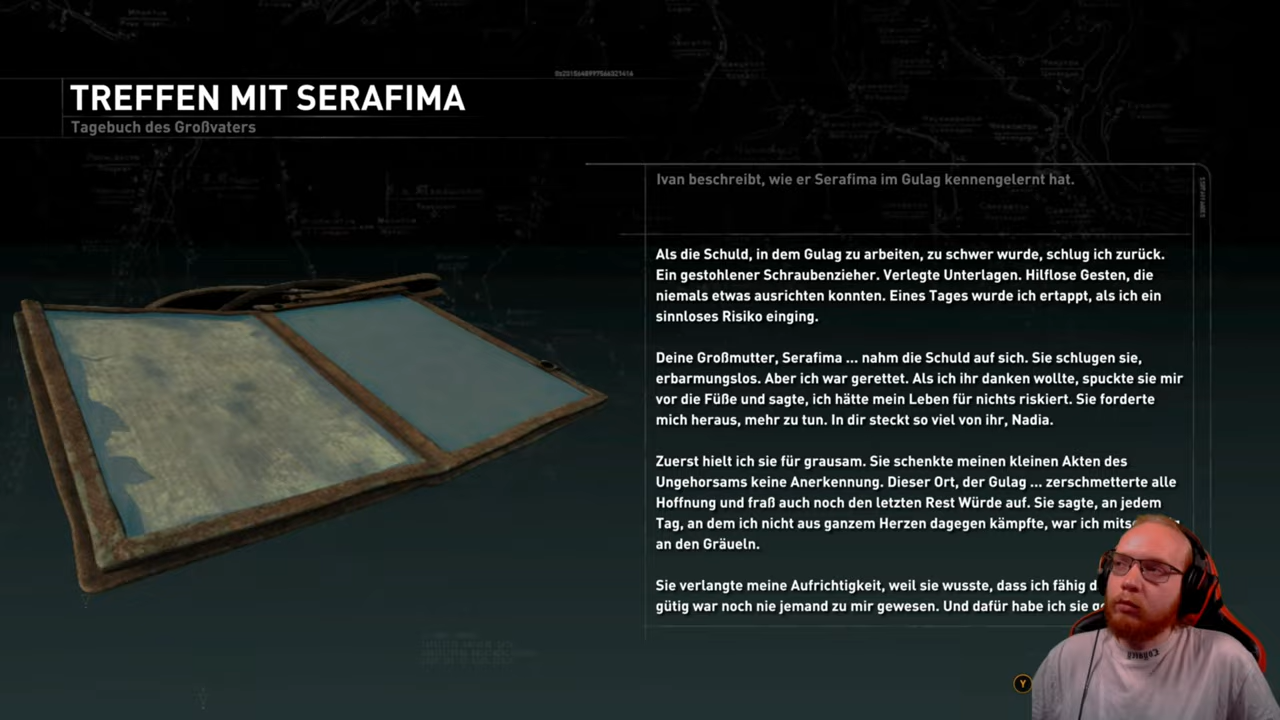 TREFFEN MIT SERAFIMA
Tagebuch des Großvaters
Ivan beschreibt, wie er Serafima im Gulag kennengelernt hat.
Als die Schuld, in dem Gulag zu arbeiten, zu schwer wurde, schlug ich zurück.
Ein gestohlener Schraubenzieher. Verlegte Unterlagen. Hilflose Gesten, die
niemals etwas ausrichten konnten. Eines Tages wurde ich ertappt, als ich ein
sinnloses Risiko einging.
Deine Großmutter, Serafima ... nahm die Schuld auf sich. Sie schlugen sie,
erbarmungslos. Aber ich war gerettet. Als ich ihr danken wollte, spuckte sie mir
vor die Füße und sagte, ich hätte mein Leben für nichts riskiert. Sie forderte
mich heraus, mehr zu tun. In dir steckt so viel von ihr, Nadia.
Zuerst hielt ich sie für grausam. Sie schenkte meinen kleinen Akten des
Ungehorsams keine Anerkennung. Dieser Ort, der Gulag ... zerschmetterte alle
Hoffnung und fraß auch noch den letzten Rest Würde auf. Sie sagte, an jedem
Tag, an dem ich nicht aus ganzem Herzen dagegen kämpfte, war ich
an den Gräueln.
Sie verlangte meine Aufrichtigkeit, weil sie wusste, dass ich fähig
gütig war noch nie jemand zu mir gewesen. Und dafür habe ich sie
Y